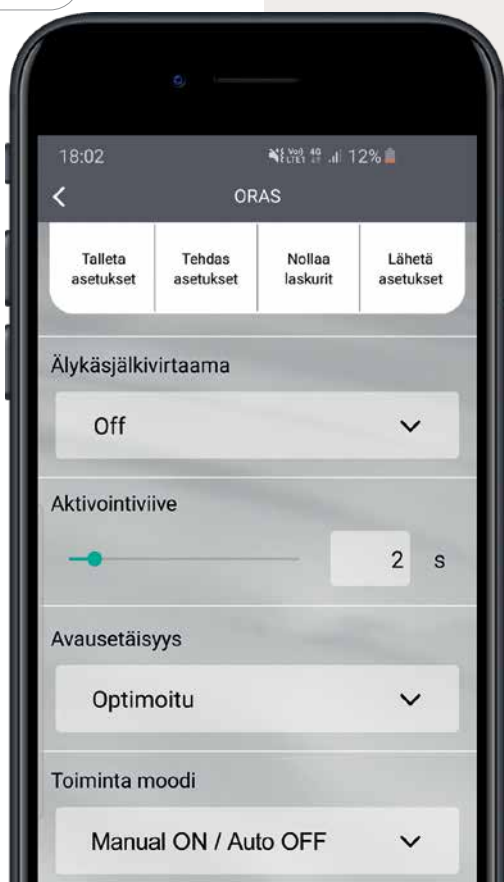 18:02
12%
ORAS
Talleta asetukset
Tehdas asetukset
Nollaa laskurit
Lähetä asetukset
Älykäsjälkivirtaama
Off
Aktivointiviive
2 s
Avausetäisyys
Optimoitu
Toiminta moodi
Manual ON / Auto OFF